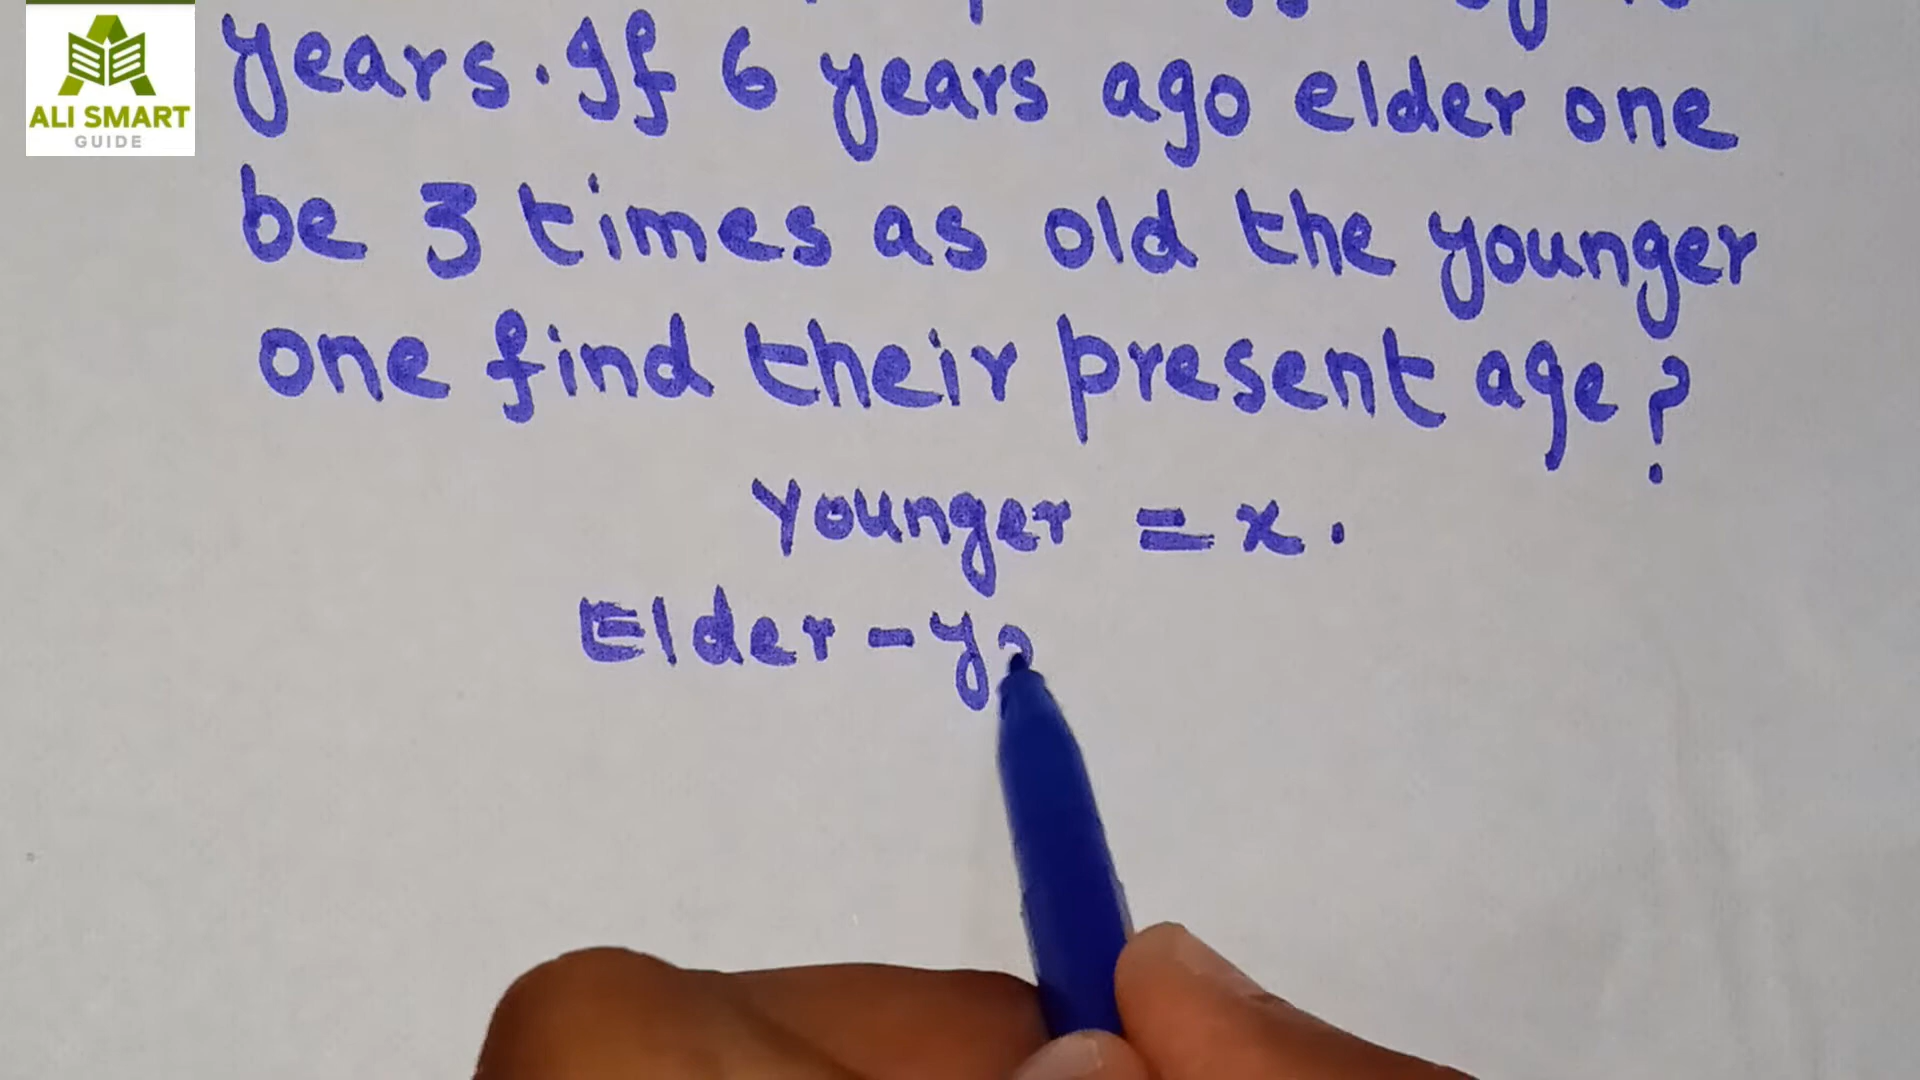 ALI SMART
GUIDE
years. If 6 years ago elder one
be 3 times as old the younger
one find their present age?
Younger = x.
Elder - yo